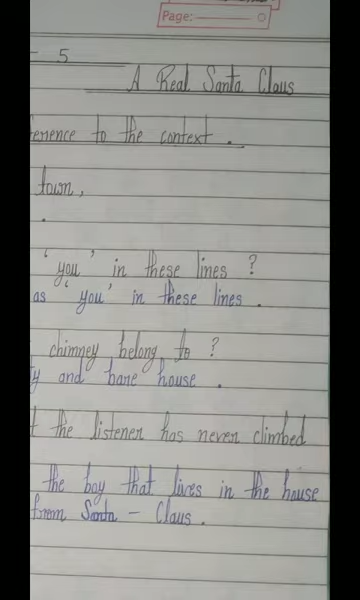 Page:
- 5
A Real Santa Claus
ference to the context.
town,
.
'you' in these lines ?
as 'you' in these lines.
chimney belong to ?
ty and bare house .
t the listener has never climbed
the boy that lives in the house
from Santa - Claus.